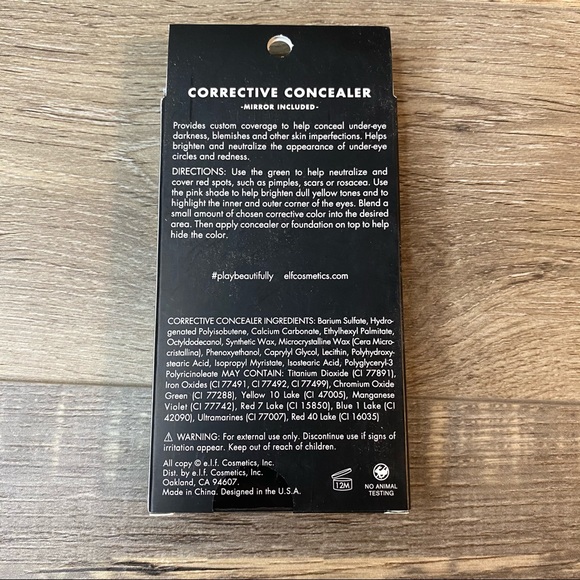 CORRECTIVE CONCEALER
-MIRROR INCLUDED-
Provides custom coverage to help conceal under-eye
darkness, blemishes and other skin imperfections. Helps
brighten and neutralize the appearance of under-eye
circles and redness.
DIRECTIONS: Use the green to help neutralize and
cover red spots, such as pimples, scars or rosacea. Use
the pink shade to help brighten dull yellow tones and to
highlight the inner and outer corner of the eyes. Blend a
small amount of chosen corrective color into the desired
area. Then apply concealer or foundation on top to help
hide the color.
#playbeautifully elfcosmetics.com
CORRECTIVE CONCEALER INGREDIENTS: Barium Sulfate, Hydro-
genated Polyisobutene, Calcium Carbonate, Ethylhexyl Palmitate,
Octyldodecanol, Synthetic Wax, Microcrystalline Wax (Cera Micro-
cristallina), Phenoxyethanol, Caprylyl Glycol, Lecithin, Polyhydroxy-
stearic Acid, Isopropyl Myristate, Isostearic Acid, Polyglyceryl-3
Polyricinoleate MAY CONTAIN: Titanium Dioxide (CI 77891),
Iron Oxides (CI 77491, CI 77492, CI 77499), Chromium Oxide
Green (CI 77288), Yellow 10 Lake (CI 47005), Manganese
Violet (CI 77742), Red 7 Lake (CI 15850), Blue 1 Lake (CI
42090), Ultramarines (CI 77007), Red 40 Lake (CI 16035)
WARNING: For external use only. Discontinue use if signs of
irritation appear. Keep out of reach of children.
All copy © e.l.f. Cosmetics, Inc.
Dist. by e.l.f. Cosmetics, Inc.
Oakland, CA 94607.
Made in China. Designed in the U.S.A.
12M
NO ANIMAL
TESTING